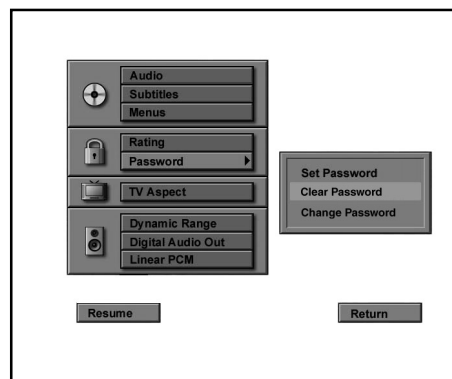 Audio
Subtitles
Menus
Rating
Password
TV Aspect
Dynamic Range
Digital Audio Out
Linear PCM
Set Password
Clear Password
Change Password
Resume
Return